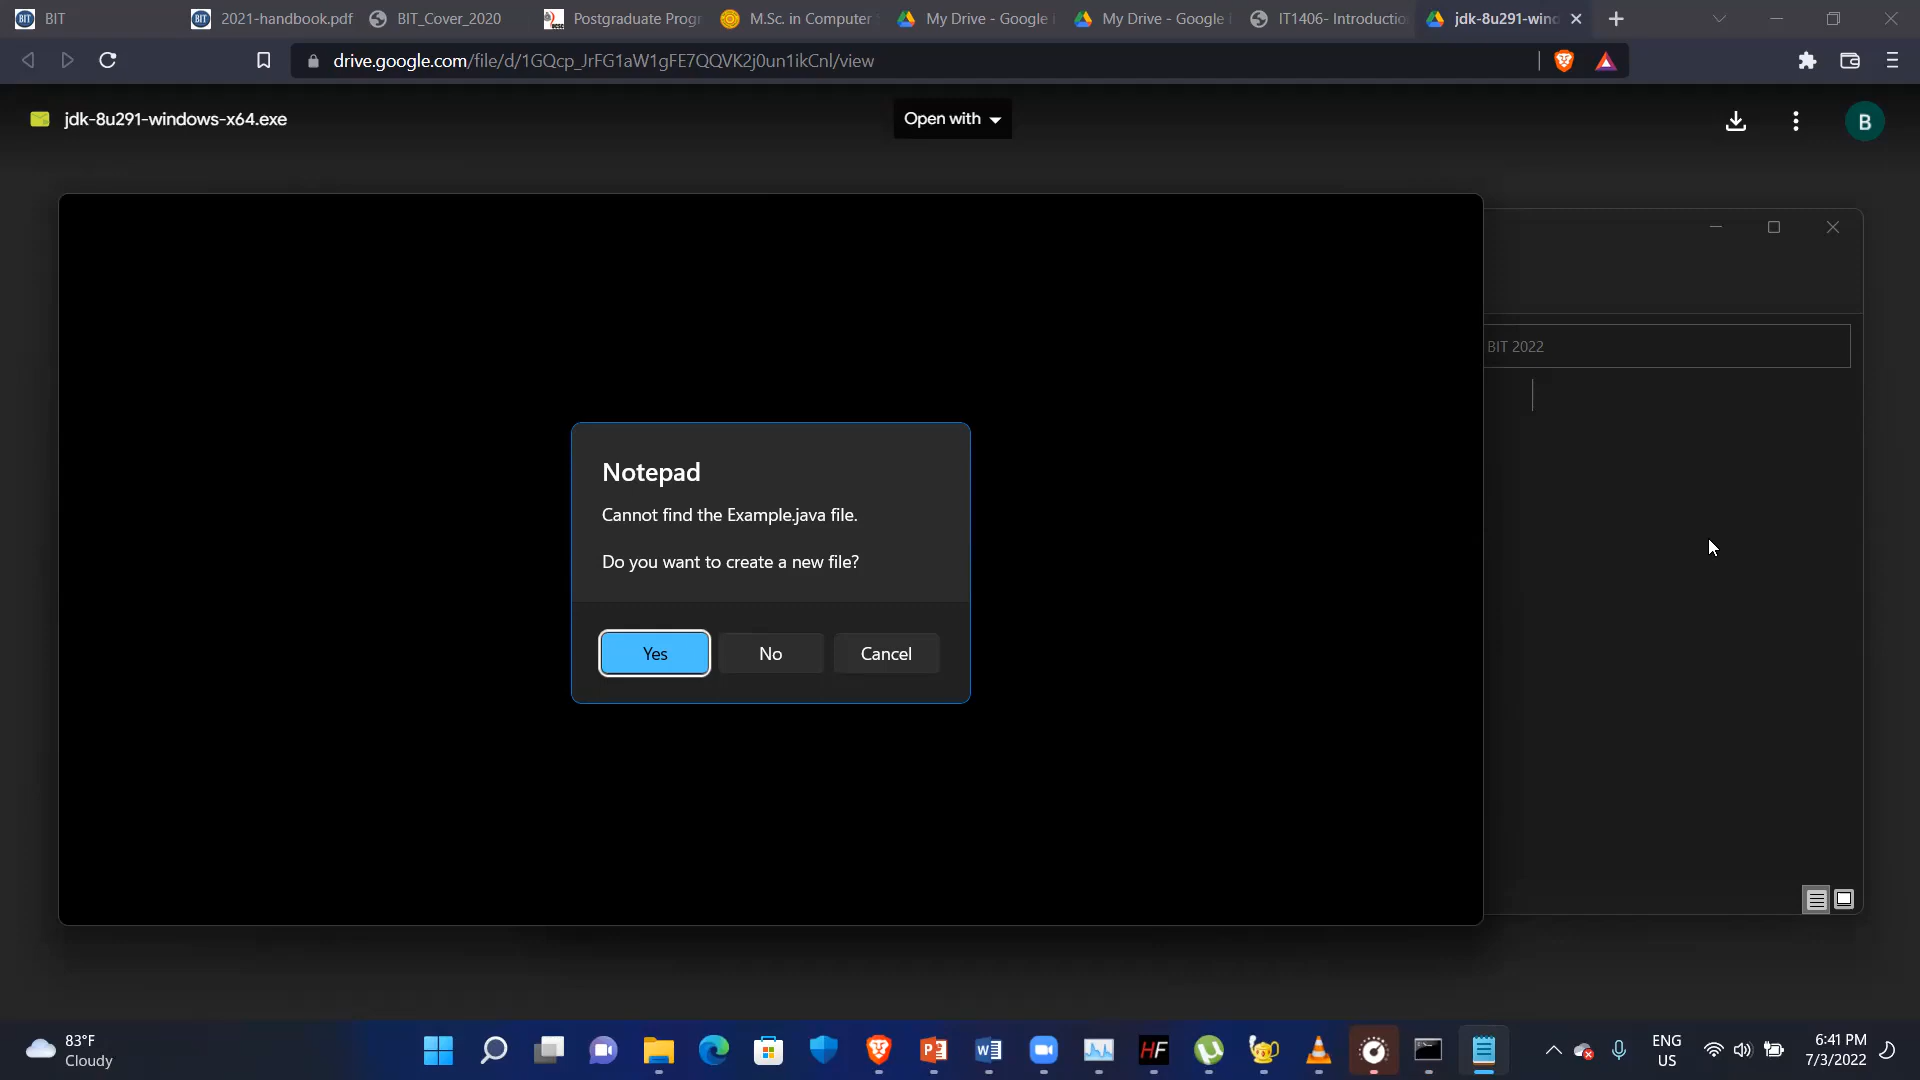 BIT
BIT
BIT
2021-handbook.pdf
BIT_Cover_2020
Postgraduate Progr
M.Sc. in Computer
My Drive - Google
My Drive - Google
IT1406- Introductio
jdk-8u291-wind
drive.google.com/file/d/1GQcp_JrFG1aW1gFE7QQVK2j0un1ikCnl/view
jdk-8u291-windows-x64.exe
Open with
B
BIT 2022
Notepad
Cannot find the Example.java file.
Do you want to create a new file?
Yes
No
Cancel
83°F
Cloudy
HF
ENG
US
6:41 PM
7/3/2022